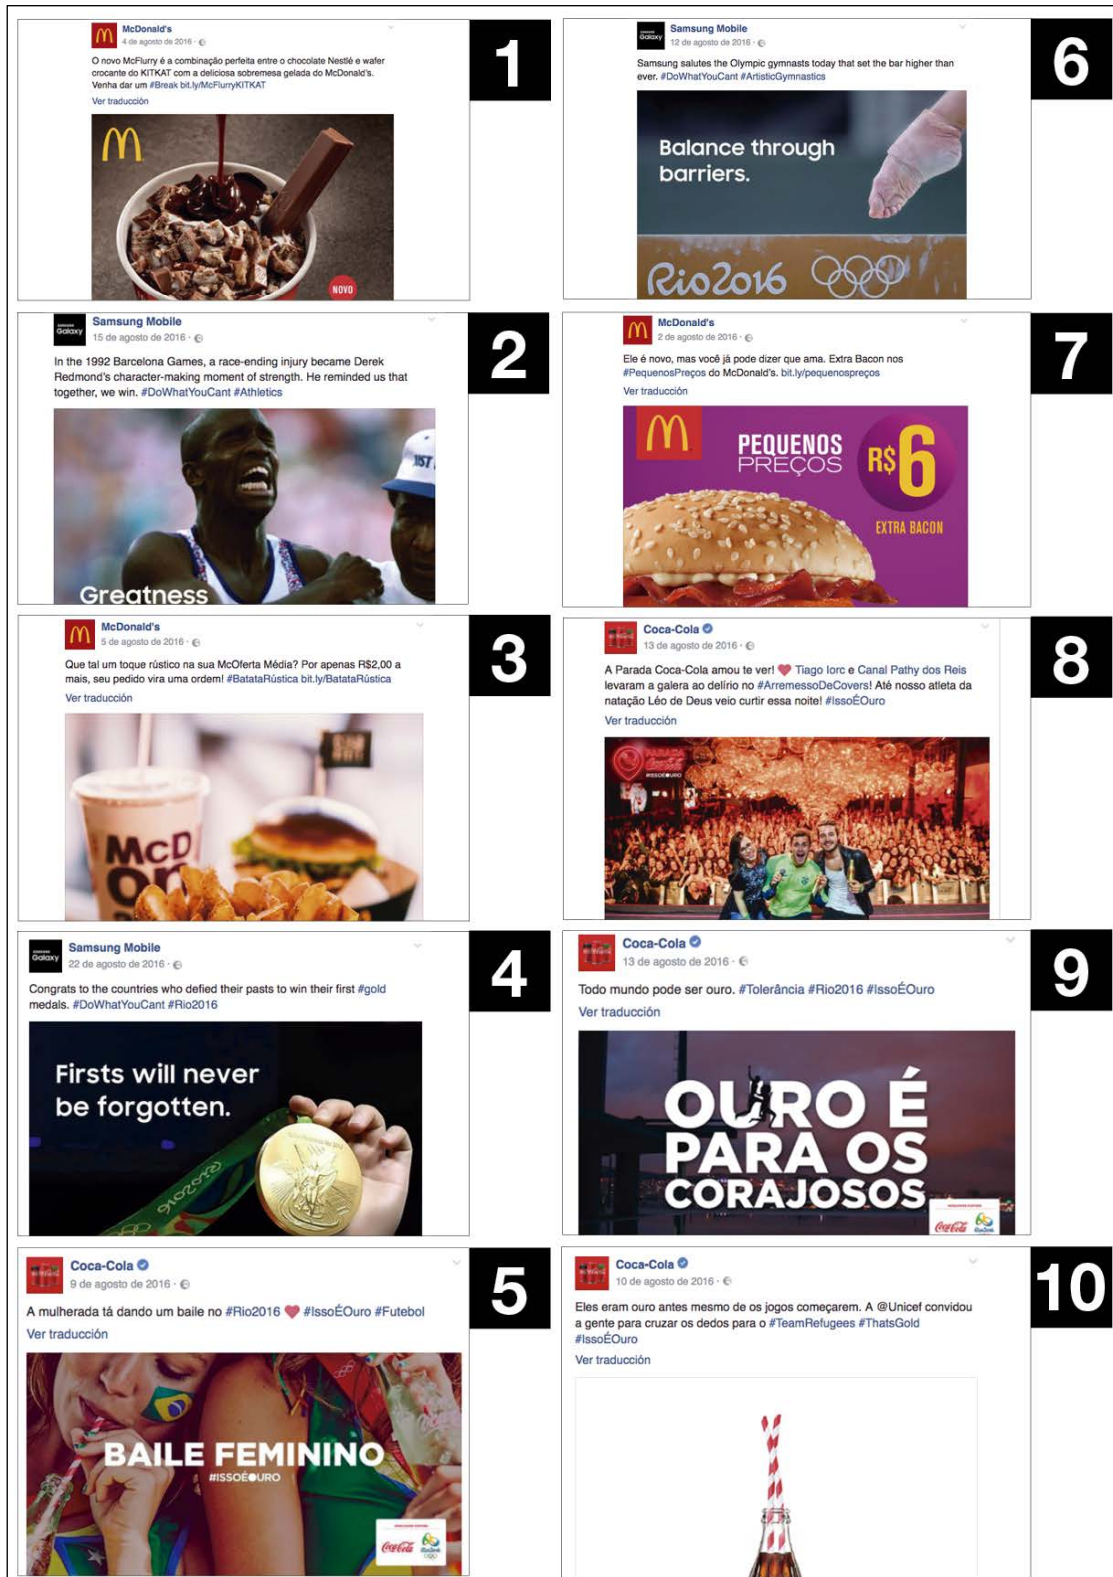 McDonald's
4 de agosto de 2016
O novo McFlurry é a combinação perfeita entre o chocolate Nestlé e wafer
crocante do KITKAT com a deliciosa sobremesa gelada do McDonald's.
Venha dar um #Break bit.ly/McFlurryKITKAT
Ver traducción
NOVO
1
SAMSUNG
Galaxy
Samsung Mobile
15 de agosto de 2016
In the 1992 Barcelona Games, a race-ending injury became Derek
Redmond's character-making moment of strength. He reminded us that
together, we win. #DoWhatYouCant #Athletics
Greatness
2
McDonald's
5 de agosto de 2016
Que tal um toque rústico na sua McOferta Média? Por apenas R$2,00 a
mais, seu pedido vira uma ordem! #BatataRústica bit.ly/BatataRústica
Ver traducción
McD
on
3
SAMSUNG
Galaxy
Samsung Mobile
22 de agosto de 2016
Congrats to the countries who defied their pasts to win their first #gold
medals. #DoWhatYouCant #Rio2016
Firsts will never
be forgotten.
Rio2016
4
Coca-Cola
9 de agosto de 2016
A mulherada tá dando um baile no #Rio2016 ❤ #IssoÉOuro #Futebol
Ver traducción
BAILE FEMININO
#ISSOÉOURO
Coca-Cola
5
SAMSUNG
Galaxy
Samsung Mobile
12 de agosto de 2016
Samsung salutes the Olympic gymnasts today that set the bar higher than
ever. #DoWhatYouCant #ArtisticGymnastics
Balance through
barriers.
Rio2016
6
McDonald's
2 de agosto de 2016
Ele é novo, mas você já pode dizer que ama. Extra Bacon nos
#PequenosPreços do McDonald's. bit.ly/pequenospreços
Ver traducción
PEQUENOS
PREÇOS
R$6
EXTRA BACON
7
Coca-Cola
13 de agosto de 2016
A Parada Coca-Cola amou te ver! ❤ Tiago Iorc e Canal Pathy dos Reis
levaram a galera ao delírio no #ArremessoDeCovers! Até nosso atleta da
natação Léo de Deus veio curtir essa noite! #IssoÉOuro
Ver traducción
PARADA
#ISSOÉOURO
8
Coca-Cola
13 de agosto de 2016
Todo mundo pode ser ouro. #Tolerância #Rio2016 #IssoÉOuro
Ver traducción
OURO É
PARA OS
CORAJOSOS
Coca-Cola
9
Coca-Cola
10 de agosto de 2016
Eles eram ouro antes mesmo de os jogos começarem. A @Unicef convidou
a gente para cruzar os dedos para o #TeamRefugees #ThatsGold
#IssoÉOuro
Ver traducción
10